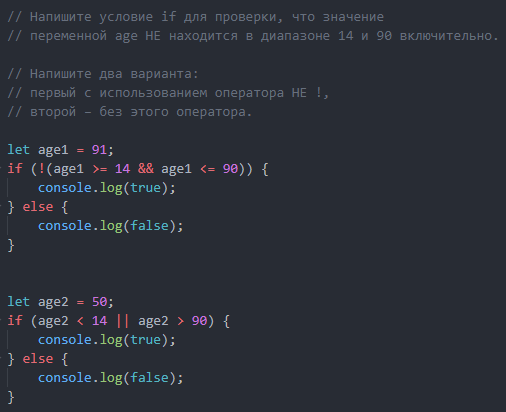 // Напишите условие if для проверки, что значение
// переменной age НЕ находится в диапазоне 14 и 90 включительно.
// Напишите два варианта:
// первый с использованием оператора НЕ !,
// второй – без этого оператора.
let age1 = 91;
if (!(age1 >= 14 && age1 <= 90)) {
    console.log(true);
} else {
    console.log(false);
}
let age2 = 50;
if (age2 < 14 || age2 > 90) {
    console.log(true);
} else {
    console.log(false);
}